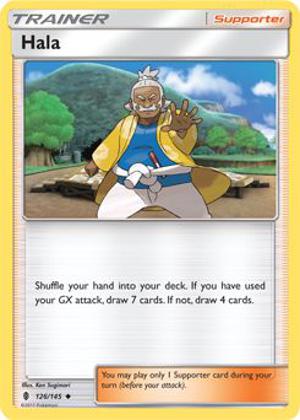 TRAINER
Supporter
Hala
Shuffle your hand into your deck. If you have used
your GX attack, draw 7 cards. If not, draw 4 cards.
Illus. Ken Sugimori
126/145
You may play only 1 Supporter card during your
turn (before your attack).
©2017 Pokémon